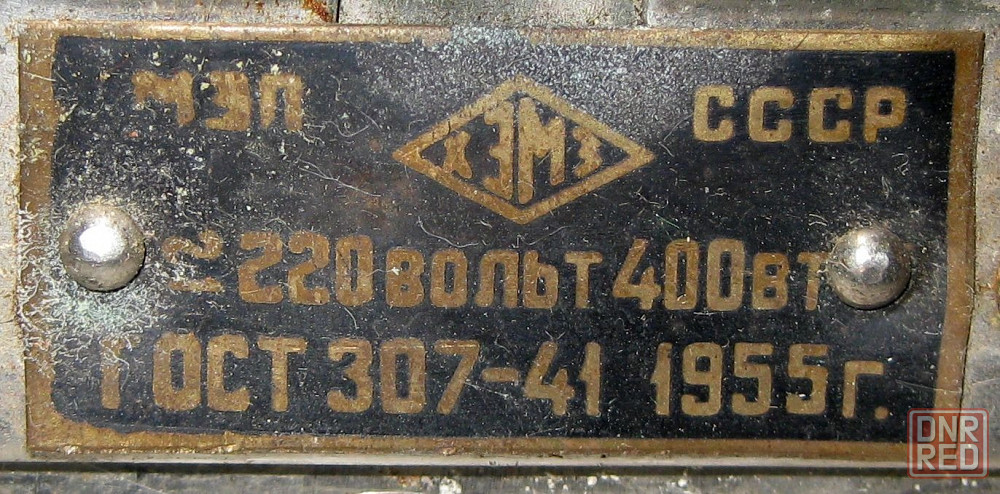 МЭП ХЭМЗ СССР
≈ 220 ВОЛЬТ 400 ВТ
ГОСТ 307-41 1955 г.
DNR
RED